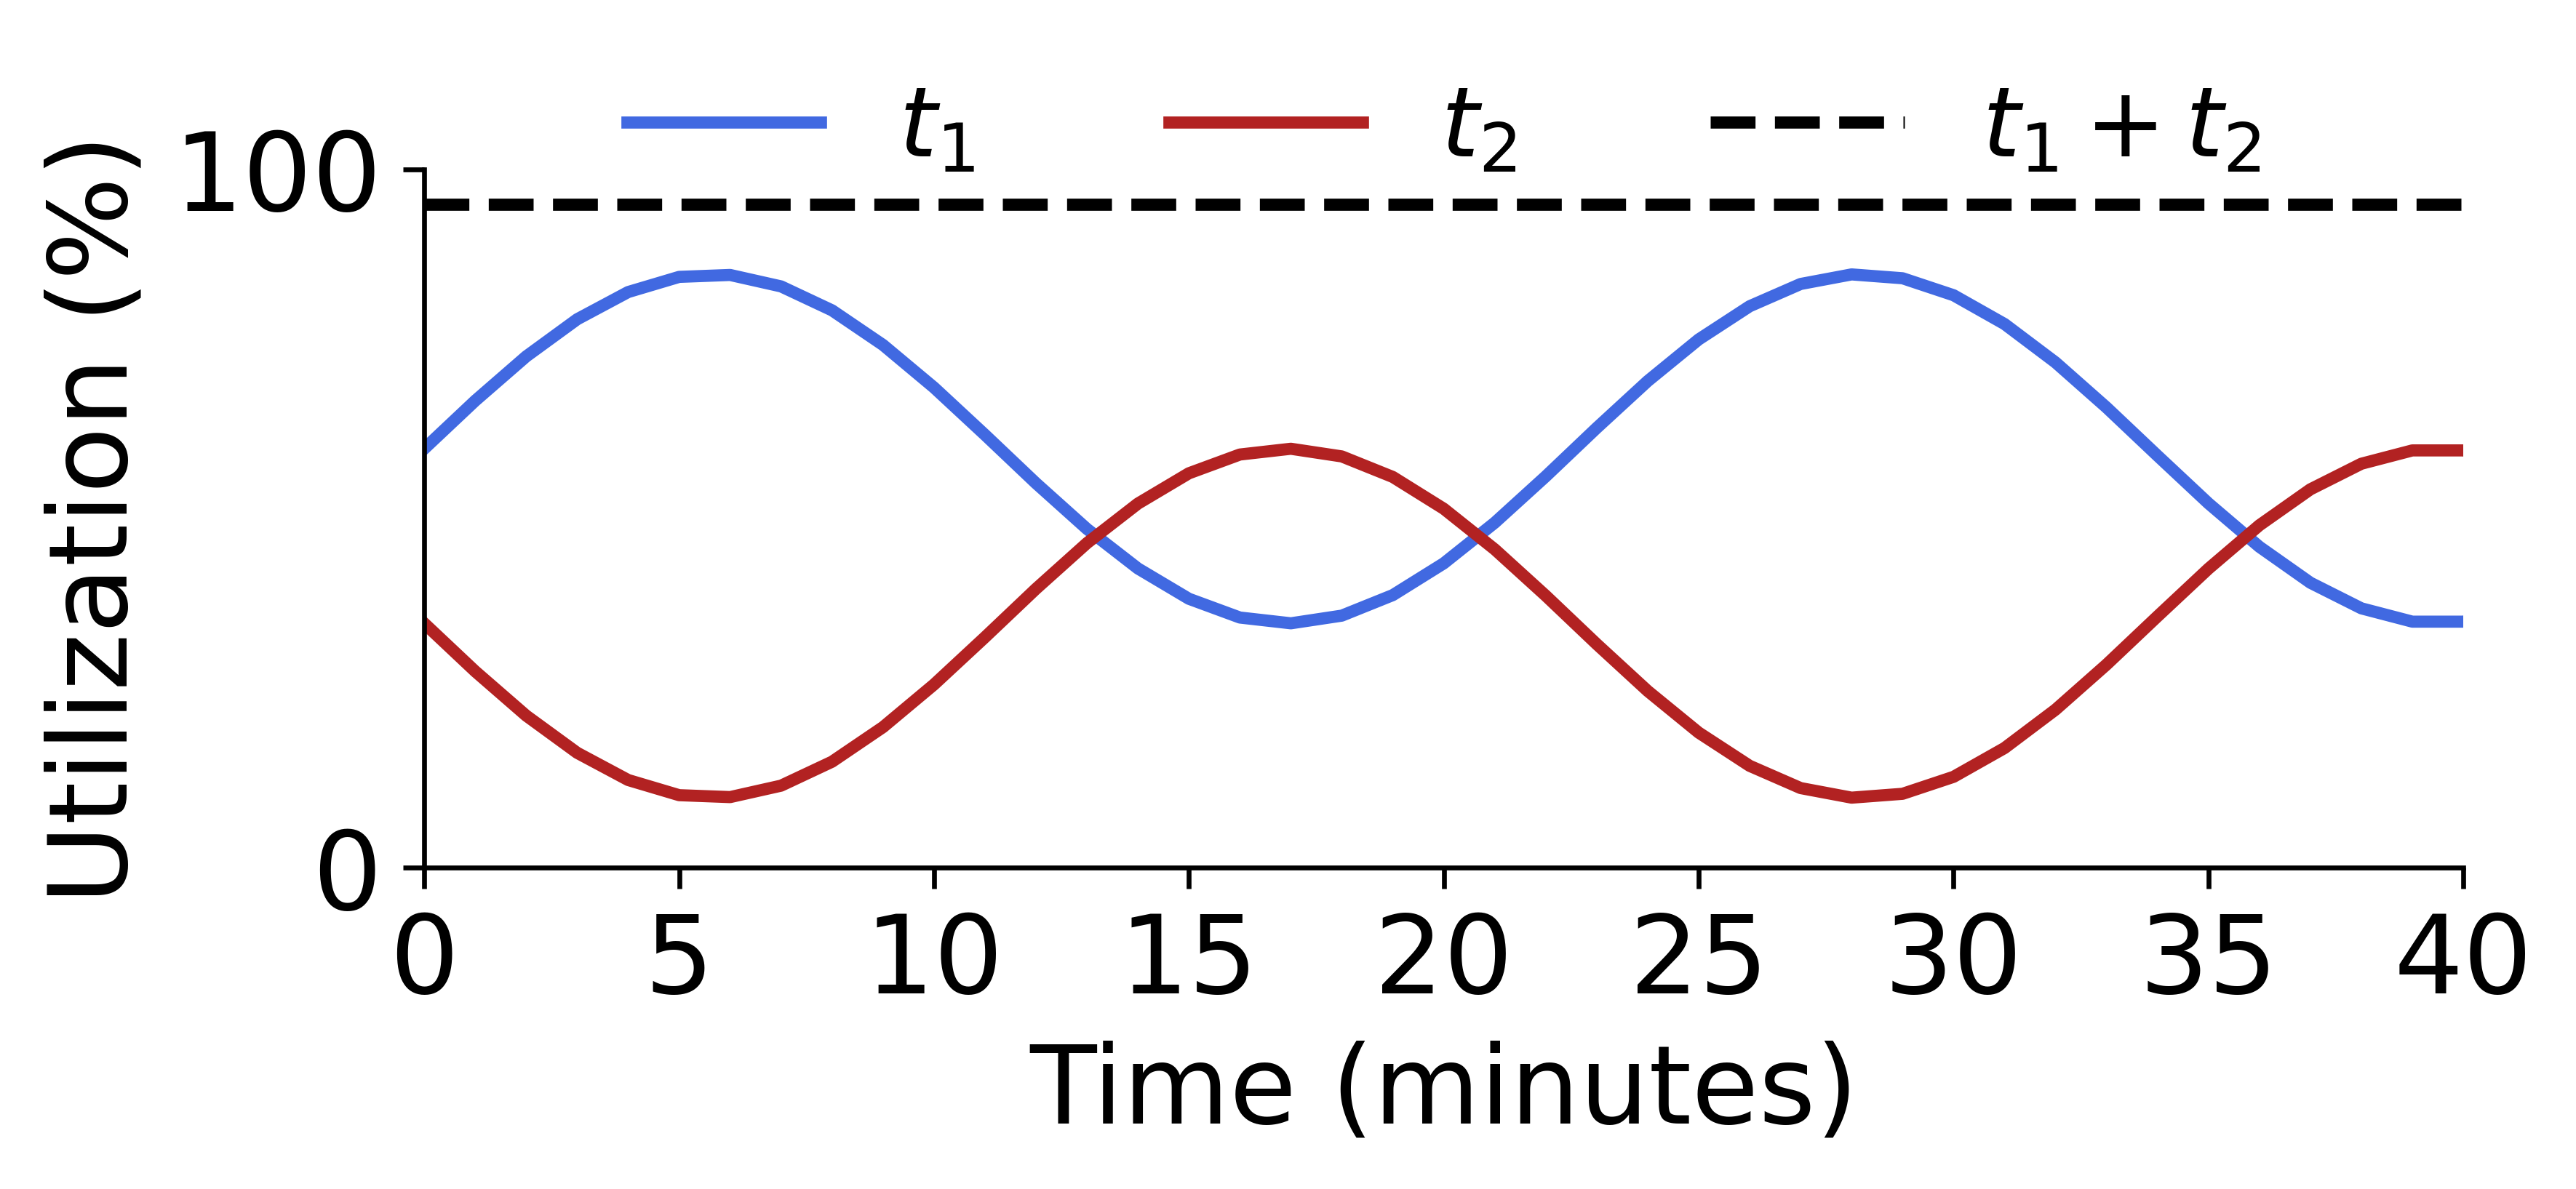 t₁ t₂ t₁ + t₂
100
0
Utilization (%)
0 5 10 15 20 25 30 35 40
Time (minutes)